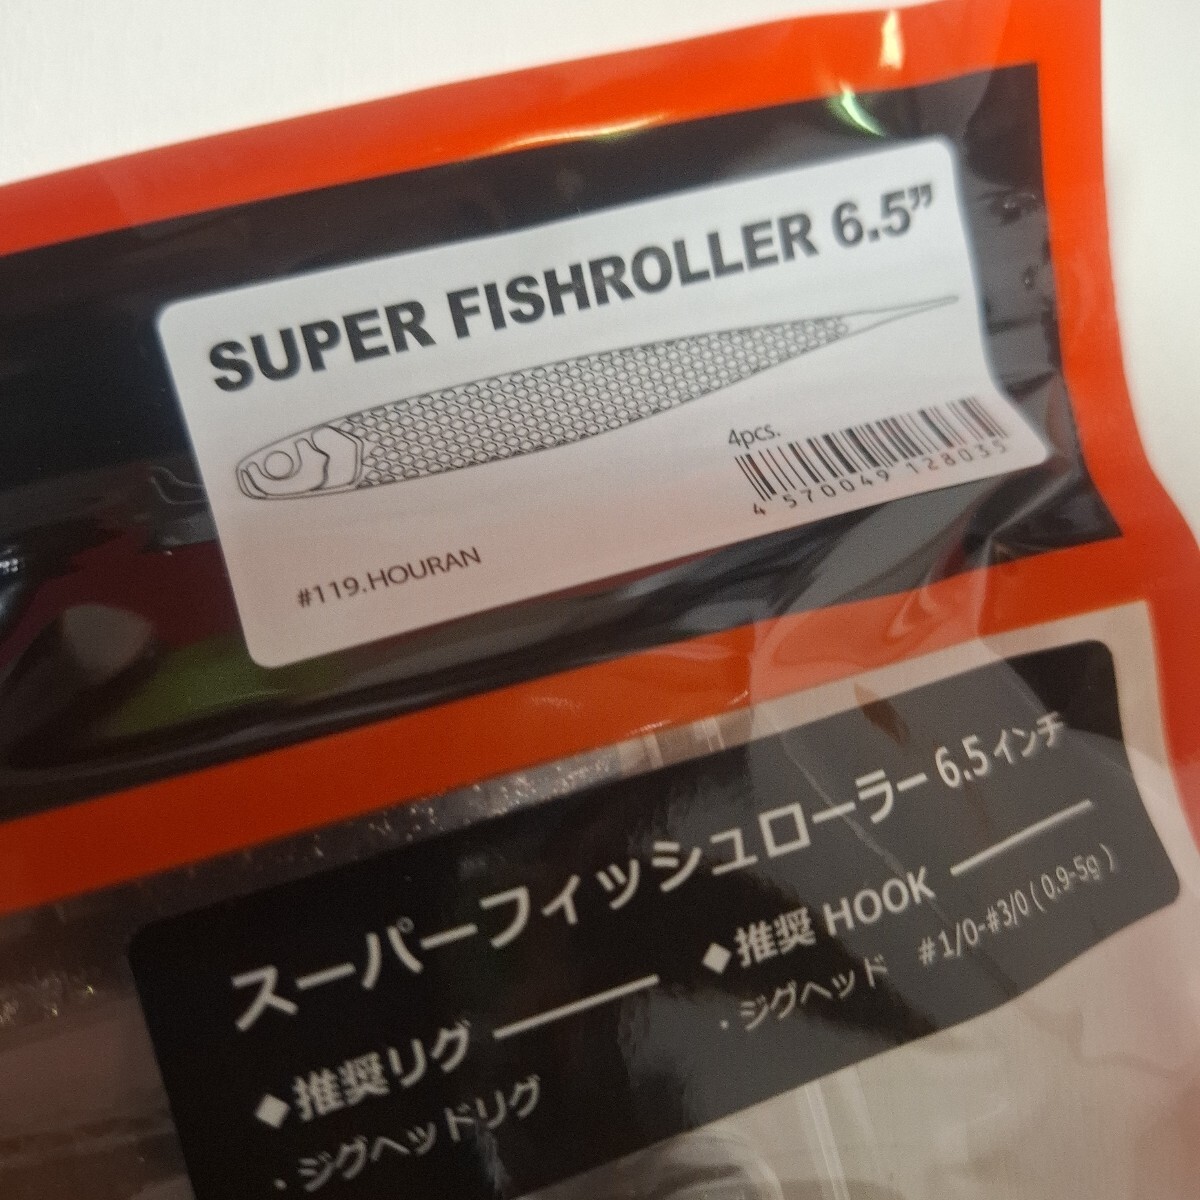 SUPER FISHROLLER 6.5”
4pcs.
4 570049 128035
#119.HOURAN
スーパーフィッシュローラー 6.5インチ
◆推奨リグ
・ジグヘッドリグ
◆推奨 HOOK
・ジグヘッド #1/0-#3/0 ( 0.9-5g )